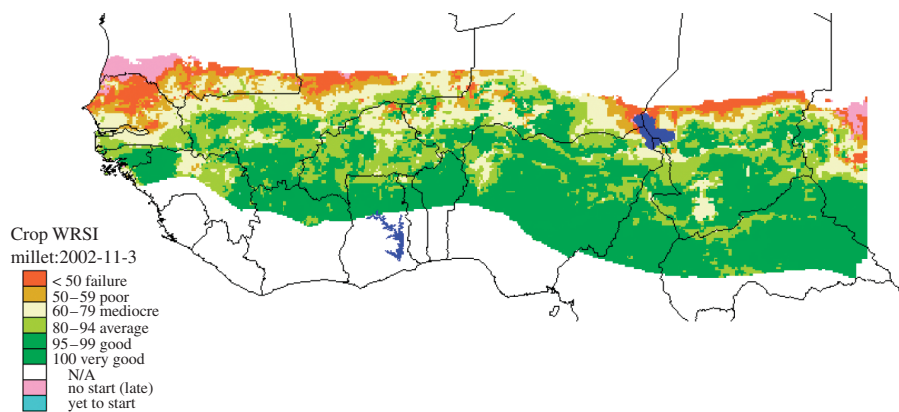 Crop WRSI
millet:2002-11-3
< 50 failure
50–59 poor
60–79 mediocre
80–94 average
95–99 good
100 very good
N/A
no start (late)
yet to start